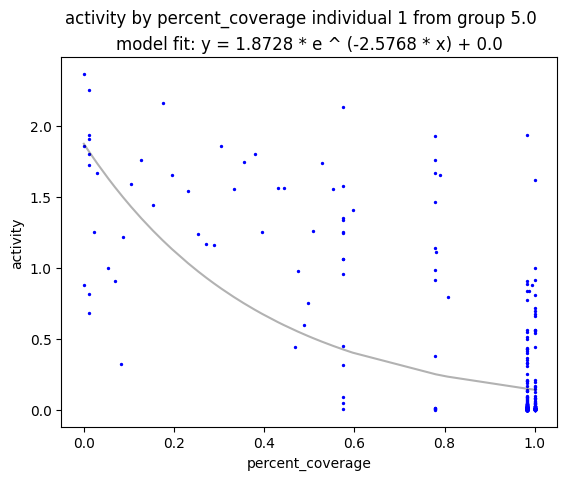 activity by percent_coverage individual 1 from group 5.0
model fit: y = 1.8728 * e ^ (-2.5768 * x) + 0.0
2.0
1.5
1.0
0.5
0.0
activity
0.0 0.2 0.4 0.6 0.8 1.0
percent_coverage